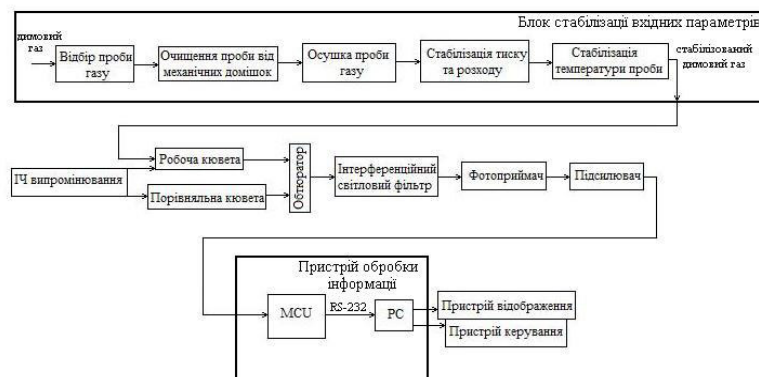 Блок стабілізації вхідних параметрів
димовий
газ
Відбір проби
газу
Очищення проби від
механічних домішок
Осушка проби
газу
Стабілізація тиску
та розходу
Стабілізація
температури проби
стабілізований
димовий газ
Робоча кювета
ІЧ випромінювання
Порівняльна кювета
Обтюратор
Інтерференційний
світловий фільтр
Фотоприймач
Підсилювач
Пристрій обробки
інформації
MCU
RS-232
PC
Пристрій відображення
Пристрій керування